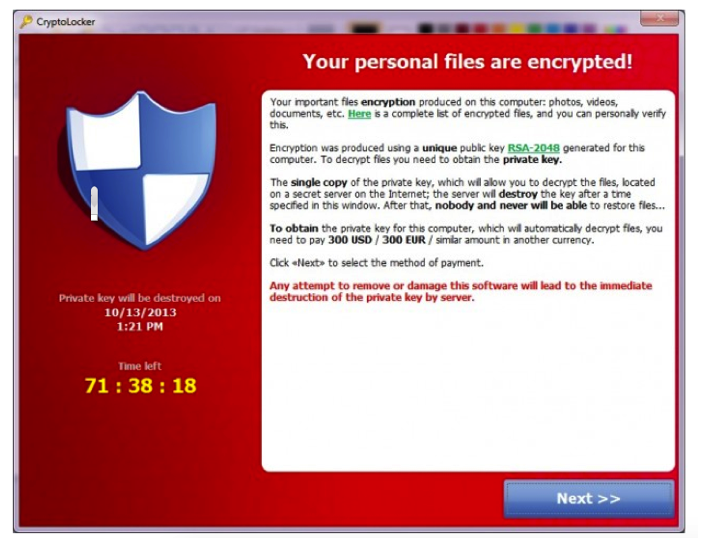 CryptoLocker
Your personal files are encrypted!
Your important files encryption produced on this computer: photos, videos,
documents, etc. Here is a complete list of encrypted files, and you can personally verify
this.
Encryption was produced using a unique public key RSA-2048 generated for this
computer. To decrypt files you need to obtain the private key.
The single copy of the private key, which will allow you to decrypt the files, located
on a secret server on the Internet; the server will destroy the key after a time
specified in this window. After that, nobody and never will be able to restore files...
To obtain the private key for this computer, which will automatically decrypt files, you
need to pay 300 USD / 300 EUR / similar amount in another currency.
Click «Next» to select the method of payment.
Any attempt to remove or damage this software will lead to the immediate
destruction of the private key by server.
Private key will be destroyed on
10/13/2013
1:21 PM
Time left
71 : 38 : 18
Next >>